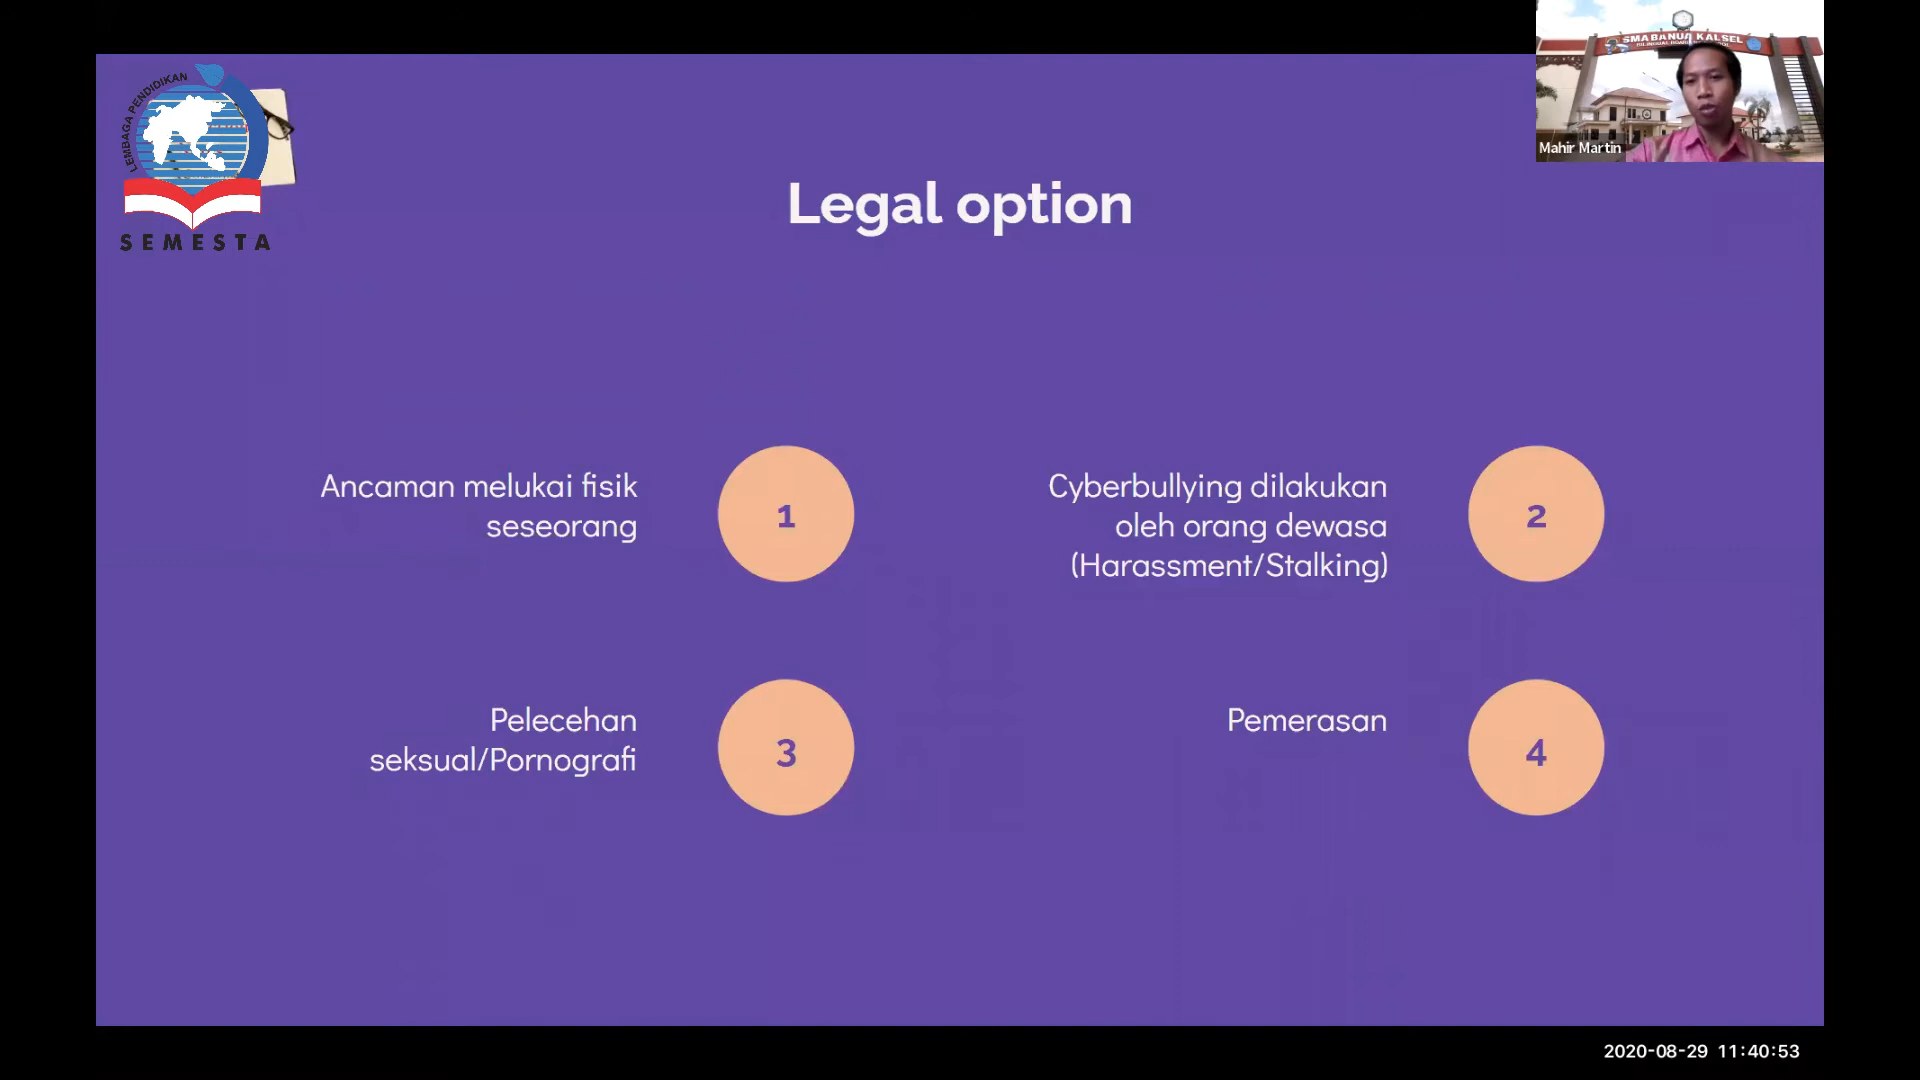 LEMBAGA PENDIDIKAN
SEMESTA
SMA BANUA KALSEL
Mahir Martin
Legal option
Ancaman melukai fisik
seseorang
1
Cyberbullying dilakukan
oleh orang dewasa
(Harassment/Stalking)
2
Pelecehan
seksual/Pornografi
3
Pemerasan
4
2020-08-29 11:40:53